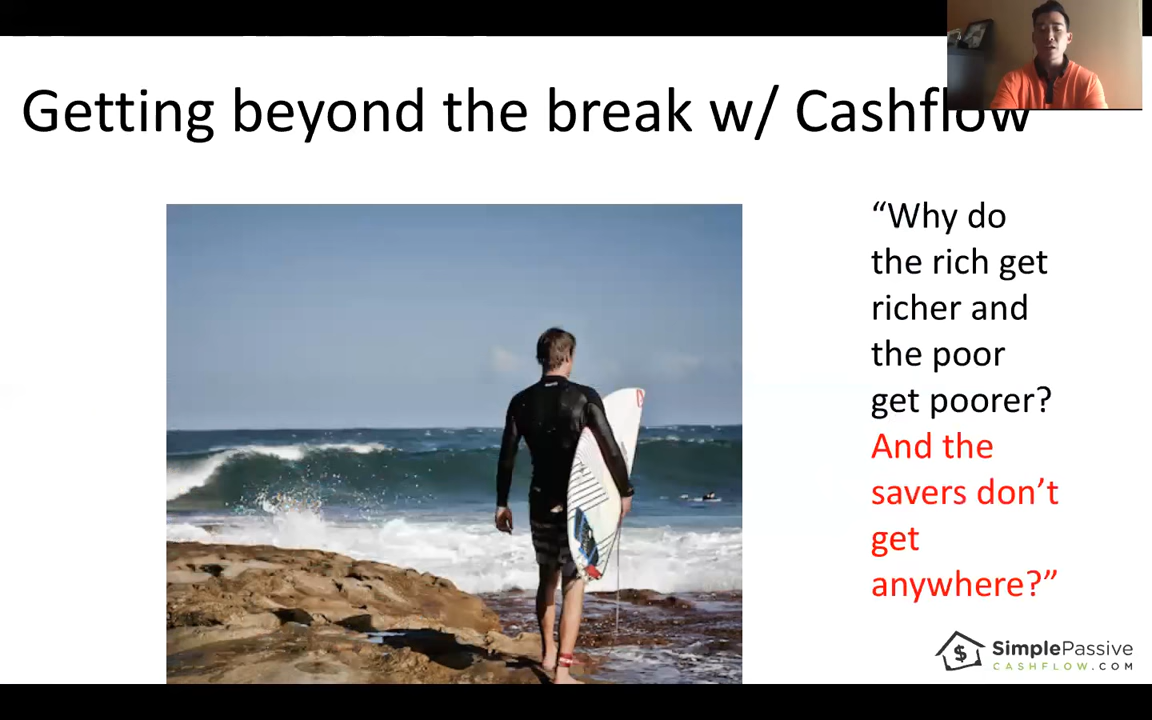 Getting beyond the break w/ Cashflow
“Why do
the rich get
richer and
the poor
get poorer?
And the
savers don’t
get
anywhere?”
$
SimplePassive
CASHFLOW.COM